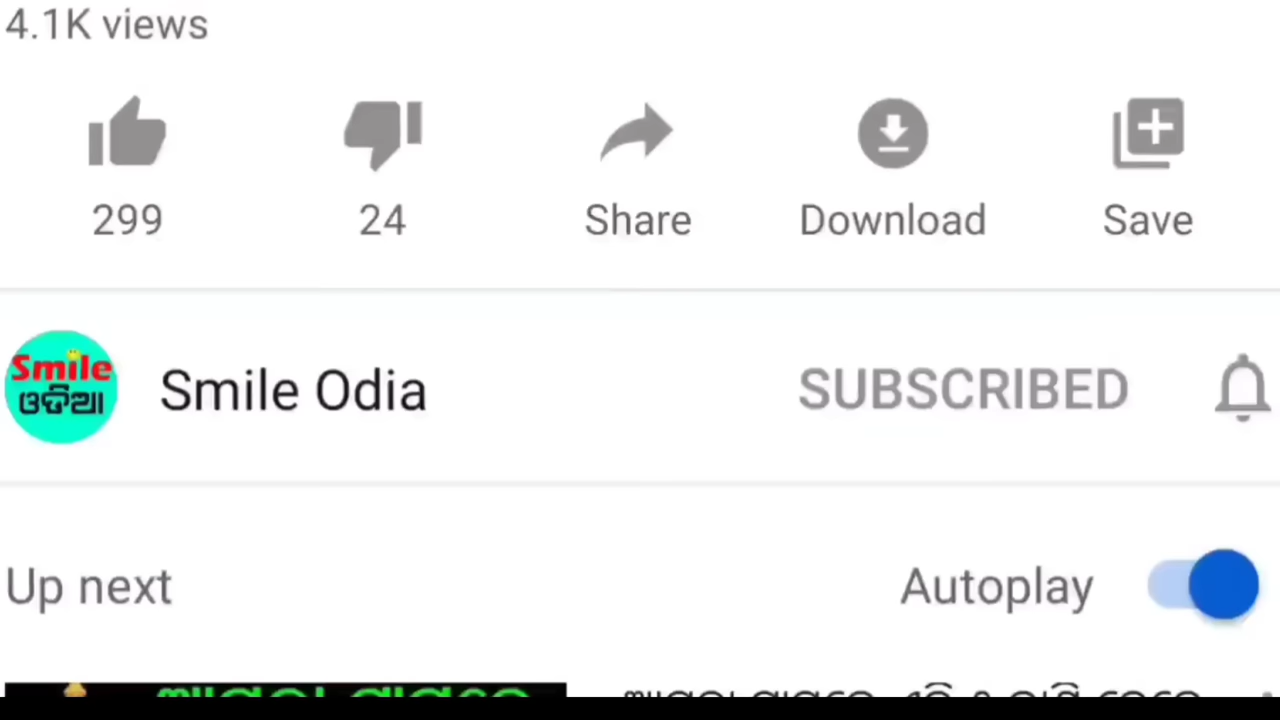 4.1K views
299 24 Share Download Save
Smile
ଓଡିଆ
Smile Odia SUBSCRIBED
Up next Autoplay